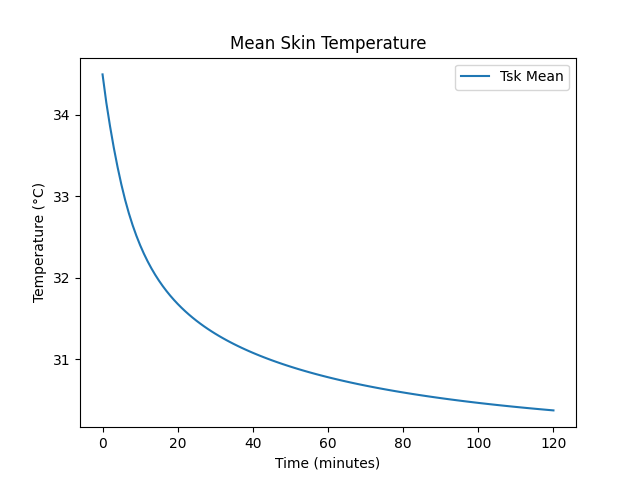 Mean Skin Temperature
Tsk Mean
Temperature (°C)
34
33
32
31
0 20 40 60 80 100 120
Time (minutes)